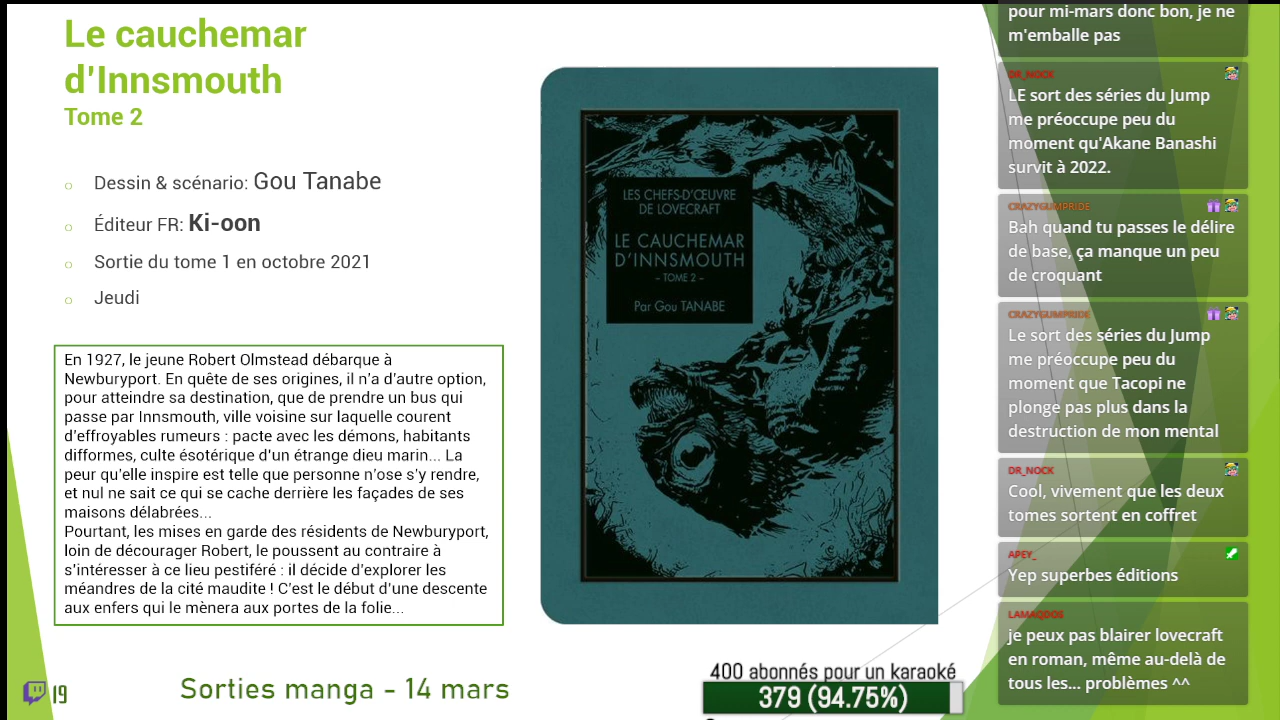 Le cauchemar
d'Innsmouth
Tome 2
Dessin & scénario: Gou Tanabe
Éditeur FR: Ki-oon
Sortie du tome 1 en octobre 2021
Jeudi
En 1927, le jeune Robert Olmstead débarque à
Newburyport. En quête de ses origines, il n'a d'autre option,
pour atteindre sa destination, que de prendre un bus qui
passe par Innsmouth, ville voisine sur laquelle courent
d'effroyables rumeurs : pacte avec les démons, habitants
difformes, culte ésotérique d'un étrange dieu marin... La
peur qu'elle inspire est telle que personne n'ose s'y rendre,
et nul ne sait ce qui se cache derrière les façades de ses
maisons délabrées...
Pourtant, les mises en garde des résidents de Newburyport,
loin de décourager Robert, le poussent au contraire à
s'intéresser à ce lieu pestiféré : il décide d'explorer les
méandres de la cité maudite ! C'est le début d'une descente
aux enfers qui le mènera aux portes de la folie...
LES CHEFS-D'ŒUVRE
DE LOVECRAFT
LE CAUCHEMAR
D'INNSMOUTH
– TOME 2 –
Par Gou TANABE
19
Sorties manga - 14 mars
400 abonnés pour un karaoké
379 (94.75%)
pour mi-mars donc bon, je ne
m'emballe pas
DR_NOCK
LE sort des séries du Jump
me préoccupe peu du
moment qu'Akane Banashi
survit à 2022.
CRAZYGUMPRIDE
Bah quand tu passes le délire
de base, ça manque un peu
de croquant
CRAZYGUMPRIDE
Le sort des séries du Jump
me préoccupe peu du
moment que Tacopi ne
plonge pas plus dans la
destruction de mon mental
DR_NOCK
Cool, vivement que les deux
tomes sortent en coffret
APEY_
Yep superbes éditions
LAMAQDOS
je peux pas blairer lovecraft
en roman, même au-delà de
tous les... problèmes ^^